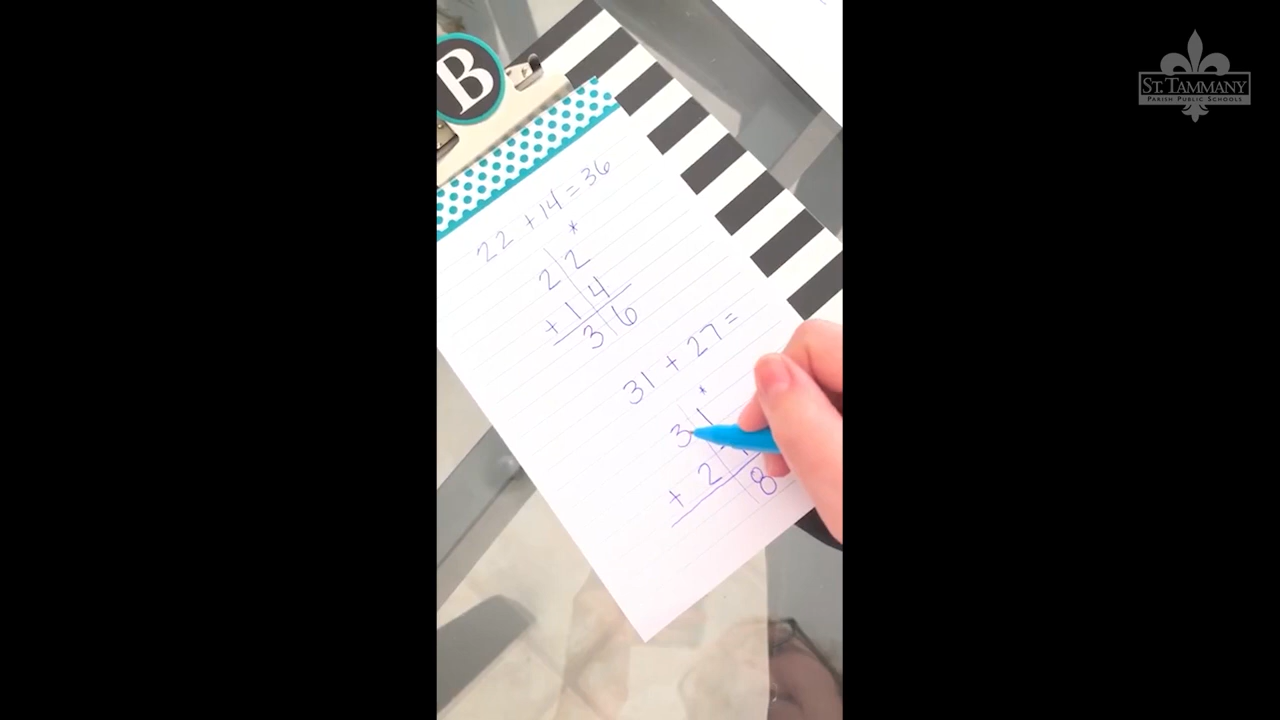 B
ST. TAMMANY
PARISH PUBLIC SCHOOLS
22 + 14 = 36
*
2 2
+ 1 4
3 6
31 + 27 =
*
3 1
+ 2
8